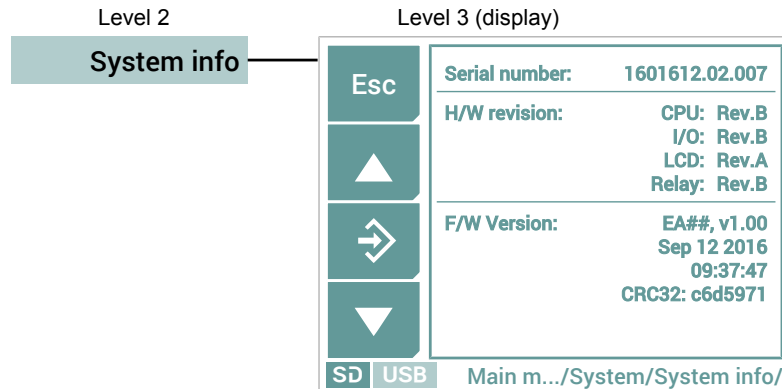 Level 2
Level 3 (display)
System info
Esc
Serial number: 1601612.02.007
H/W revision: CPU: Rev.B
I/O: Rev.B
LCD: Rev.A
Relay: Rev.B
F/W Version: EA##, v1.00
Sep 12 2016
09:37:47
CRC32: c6d5971
SD USB Main m.../System/System info/